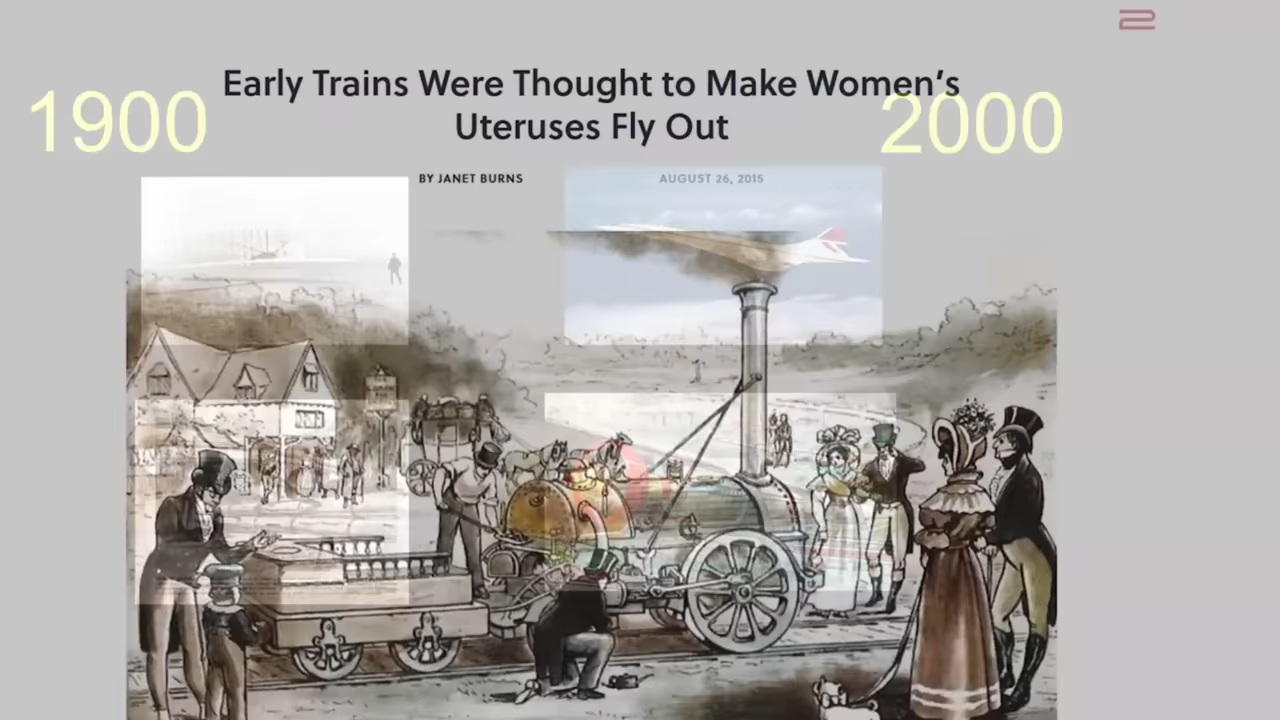 Early Trains Were Thought to Make Women's
1900
2000
Uteruses Fly Out
BY JANET BURNS
AUGUST 26, 2015